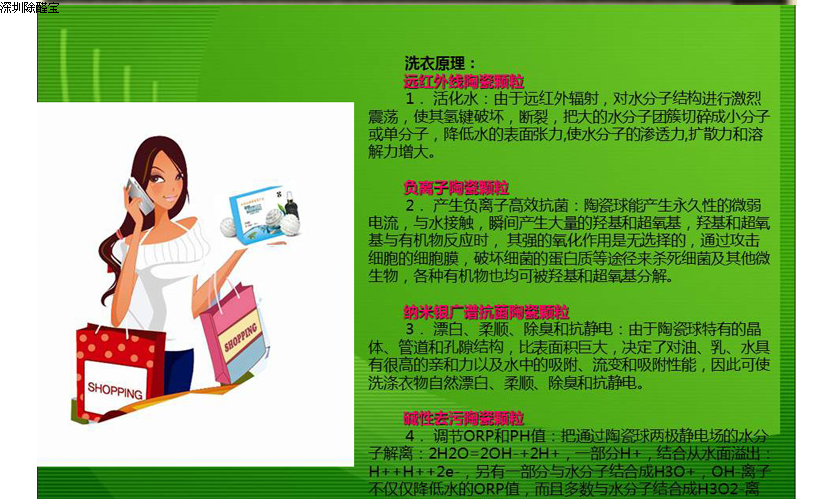 深圳除醛宝
洗衣原理：
远红外线陶瓷颗粒
1． 活化水：由于远红外辐射，对水分子结构进行激烈
震荡，使其氢键破坏，断裂，把大的水分子团簇切碎成小分子
或单分子，降低水的表面张力,使水分子的渗透力,扩散力和溶
解力增大。
负离子陶瓷颗粒
2． 产生负离子高效抗菌：陶瓷球能产生永久性的微弱
电流，与水接触，瞬间产生大量的羟基和超氧基，羟基和超氧
基与有机物反应时， 其强的氧化作用是无选择的，通过攻击
细胞的细胞膜，破坏细菌的蛋白质等途径来杀死细菌及其他微
生物，各种有机物也均可被羟基和超氧基分解。
纳米银广谱抗菌陶瓷颗粒
3． 漂白、柔顺、除臭和抗静电：由于陶瓷球特有的晶
体、管道和孔隙结构，比表面积巨大，决定了对油、乳、水具
有很高的亲和力以及水中的吸附、流变和吸附性能，因此可使
洗涤衣物自然漂白、柔顺、除臭和抗静电。
碱性去污陶瓷颗粒
4． 调节ORP和PH值：把通过陶瓷球两极静电场的水分
子解离：2H2O=2OH-+2H+，一部分H+，结合从水面溢出：
H++H++2e-，另有一部分与水分子结合成H3O+，OH-离子
不仅仅降低水的ORP值，而且多数与水分子结合成H3O2-离
SHOPPING
SHOPPING